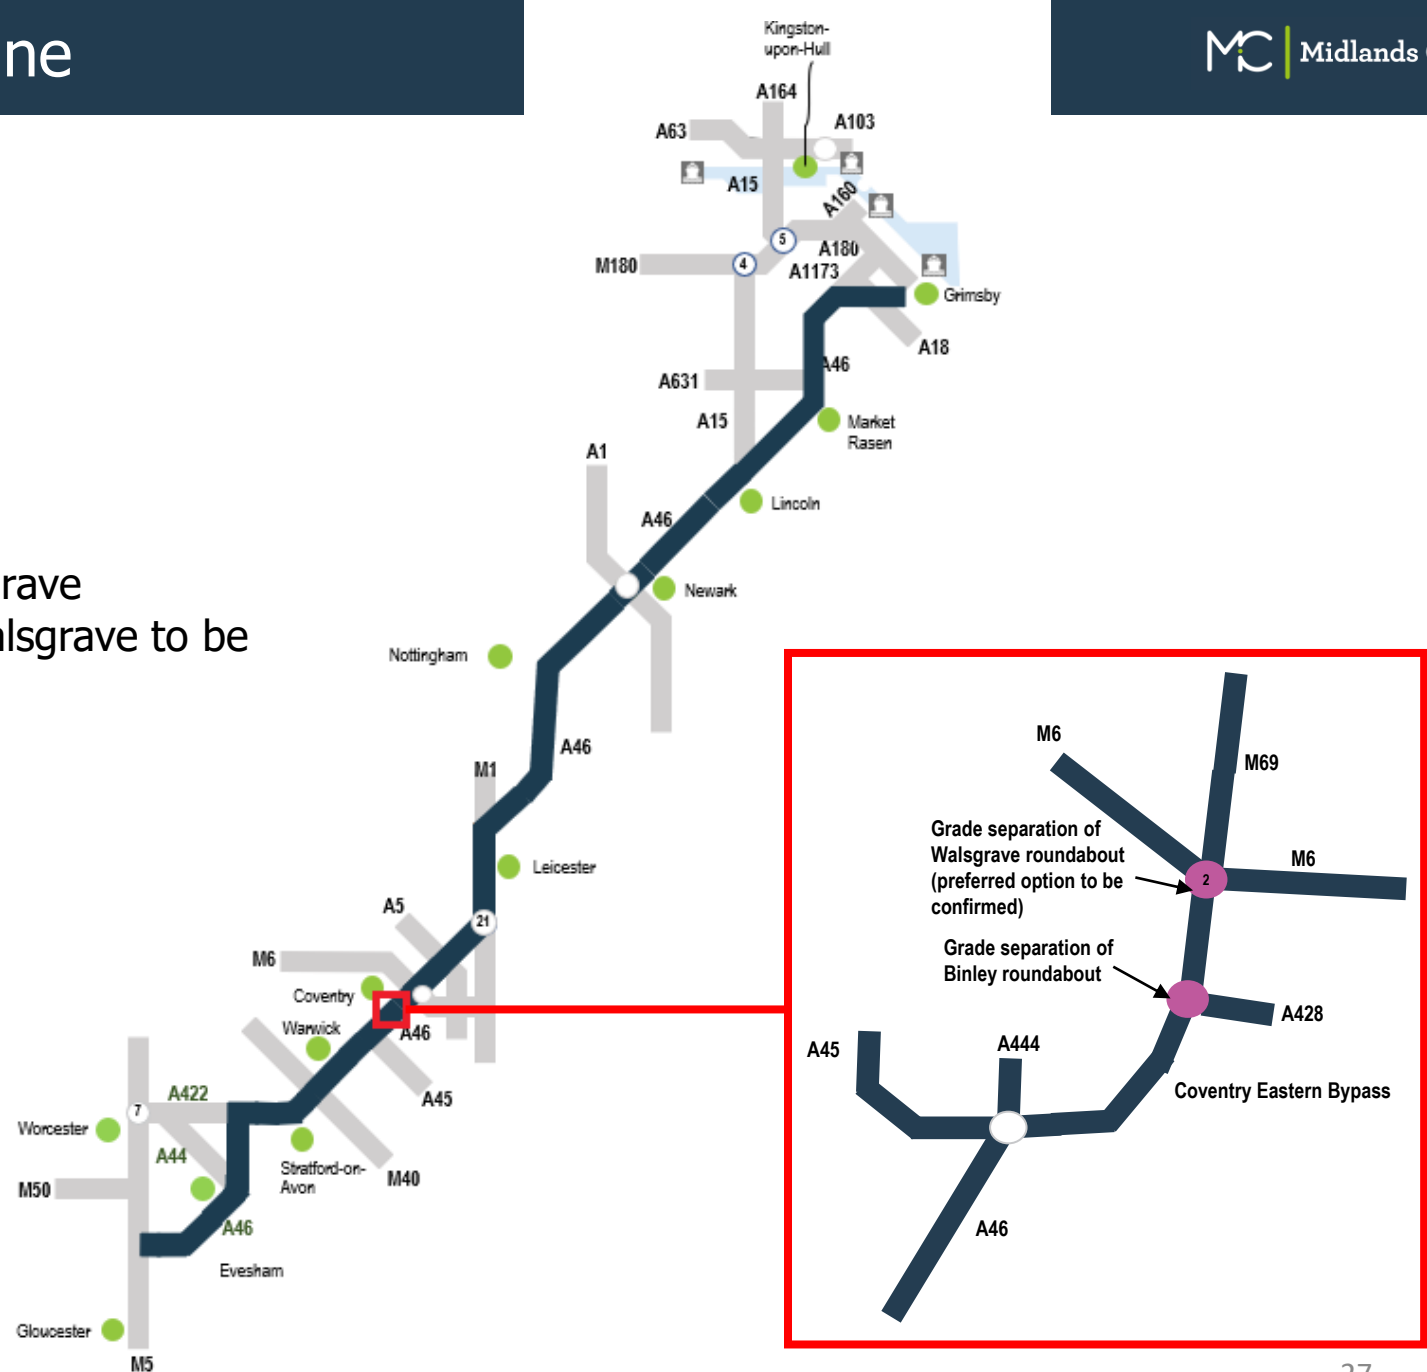 ne
Midlands
Kingston-
upon-Hull
A164
A63
A103
A15
A160
5
A180
M180
4
A1173
Grimsby
A18
A46
A631
A15
Market
Rasen
A1
Lincoln
A46
rave
alsgrave to be
Newark
Nottingham
A46
M1
Leicester
A5
21
M6
Coventry
Warwick
A46
A45
A422
7
Worcester
A44
Stratford-on-
Avon
M40
M50
A46
Evesham
Gloucester
M5
M6
M69
Grade separation of
Walsgrave roundabout
(preferred option to be
confirmed)
M6
2
Grade separation of
Binley roundabout
A428
A45
A444
Coventry Eastern Bypass
A46